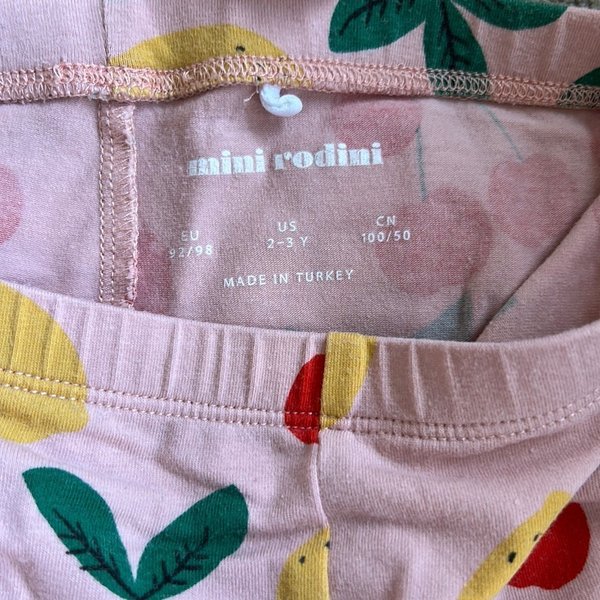 mini rodini
EU US CN
92/98 2-3 Y 100/50
MADE IN TURKEY